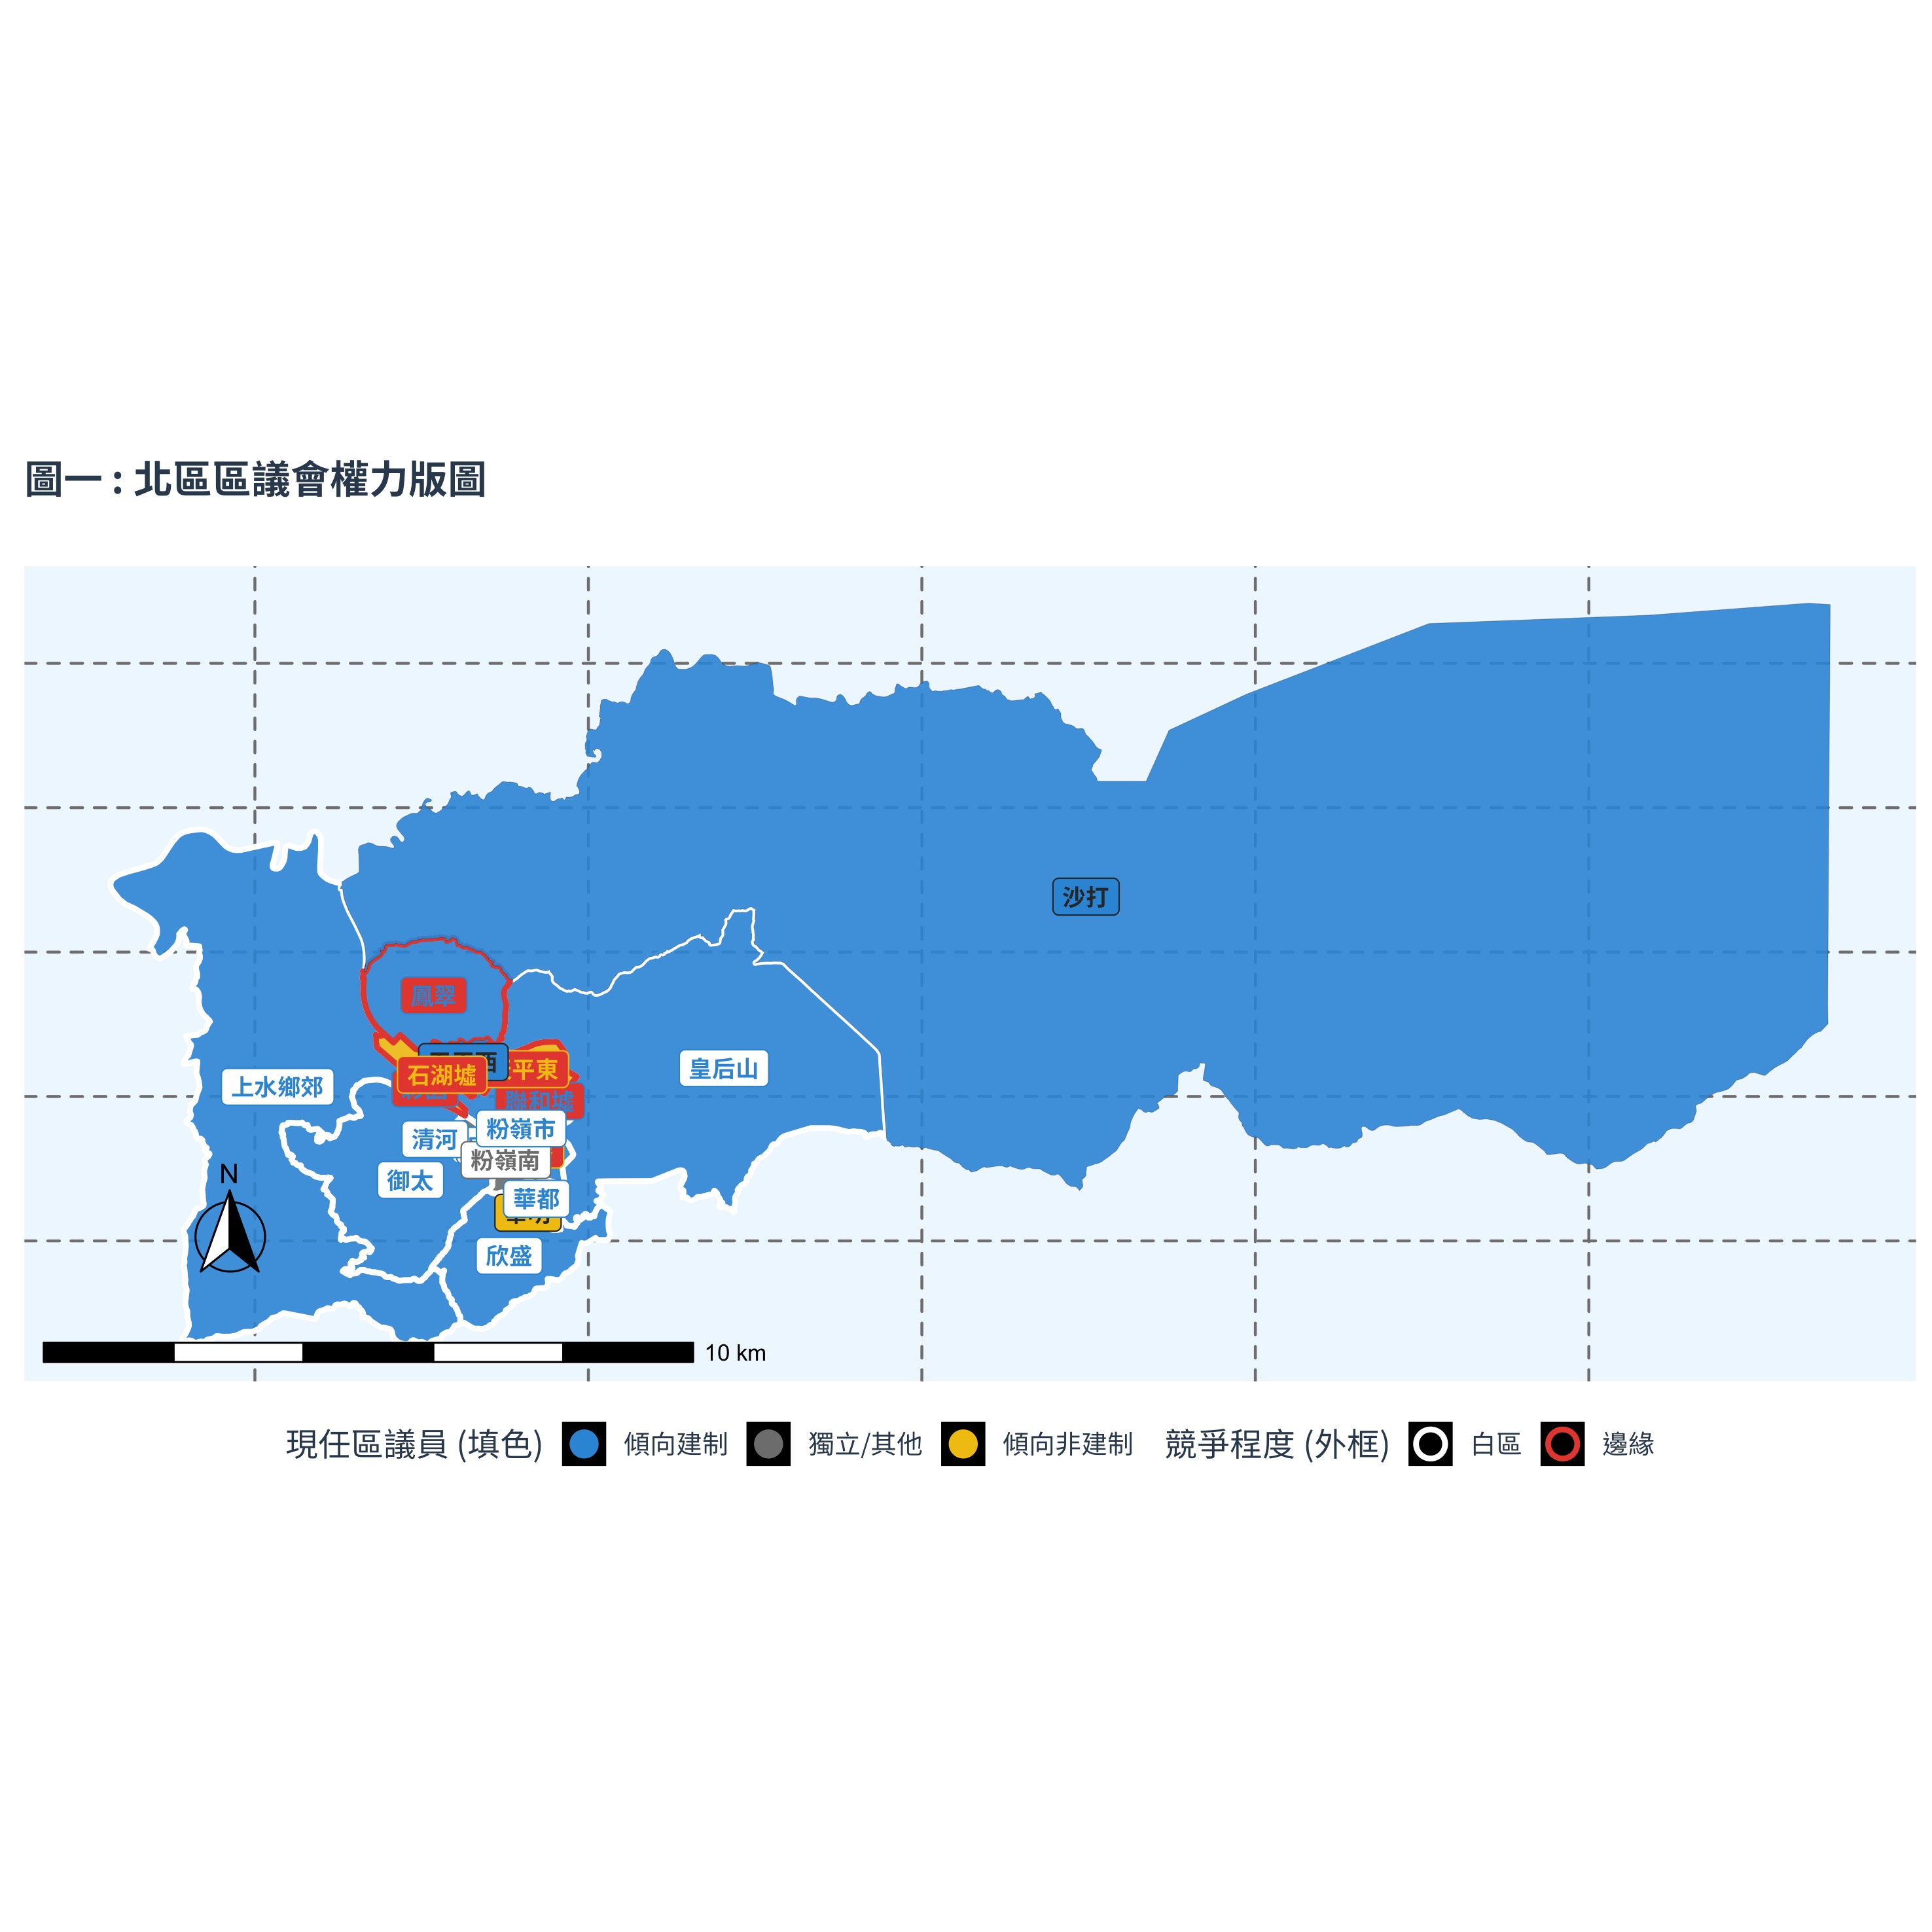 圖一 : 北區區議會權力版圖
沙打
鳳翠
皇后山
平東
石湖墟
上水鄉郊
聯和墟
粉嶺市
清河
粉嶺南
御太
華都
欣盛
N
10 km
現任區議員 (填色) 傾向建制 獨立/其他 傾向非建制 競爭程度 (外框) 白區 邊緣